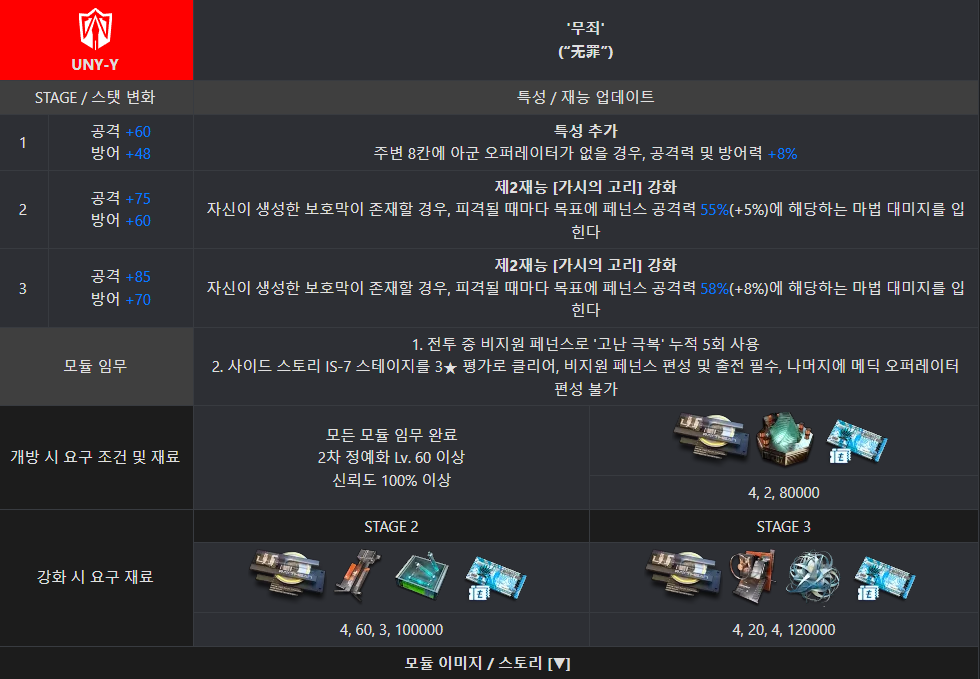 UNY-Y
'무죄'
(“无罪”)
STAGE / 스탯 변화
특성 / 재능 업데이트
1
공격 +60
방어 +48
특성 추가
주변 8칸에 아군 오퍼레이터가 없을 경우, 공격력 및 방어력 +8%
2
공격 +75
방어 +60
제2재능 [가시의 고리] 강화
자신이 생성한 보호막이 존재할 경우, 피격될 때마다 목표에 페넌스 공격력 55%(+5%)에 해당하는 마법 대미지를 입
힌다
3
공격 +85
방어 +70
제2재능 [가시의 고리] 강화
자신이 생성한 보호막이 존재할 경우, 피격될 때마다 목표에 페넌스 공격력 58%(+8%)에 해당하는 마법 대미지를 입
힌다
모듈 임무
1. 전투 중 비지원 페넌스로 '고난 극복' 누적 5회 사용
2. 사이드 스토리 IS-7 스테이지를 3★ 평가로 클리어, 비지원 페넌스 편성 및 출전 필수, 나머지에 메딕 오퍼레이터
편성 불가
개방 시 요구 조건 및 재료
모든 모듈 임무 완료
2차 정예화 Lv. 60 이상
신뢰도 100% 이상
4, 2, 80000
강화 시 요구 재료
STAGE 2
STAGE 3
4, 60, 3, 100000
4, 20, 4, 120000
모듈 이미지 / 스토리 [▼]